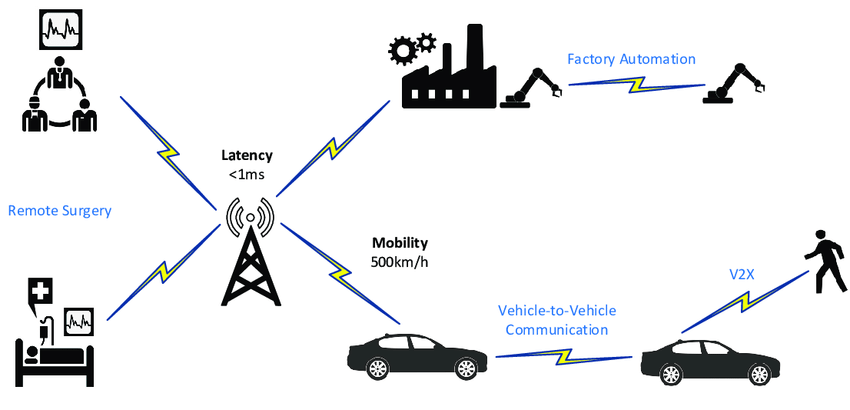 Factory Automation
Latency
<1ms
Remote Surgery
Mobility
500km/h
V2X
Vehicle-to-Vehicle
Communication